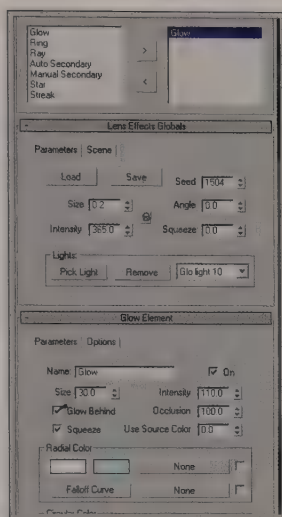 Glow
Ring
Ray
Auto Secondary
Manual Secondary
Star
Streak
>
<
Glow
- Lens Effects Globals
Parameters | Scene |
Load Save Seed 1504
Size 0.2 Angle 0.0
Intensity 365.0 Squeeze 0.0
Lights:
Pick Light Remove Glo light 10
- Glow Element
Parameters | Options |
Name Glow On
Size 30.0 Intensity 110.0
Glow Behind Occlusion 100.0
Squeeze Use Source Color 0.0
Radial Color
None
Falloff Curve None
Circular Color